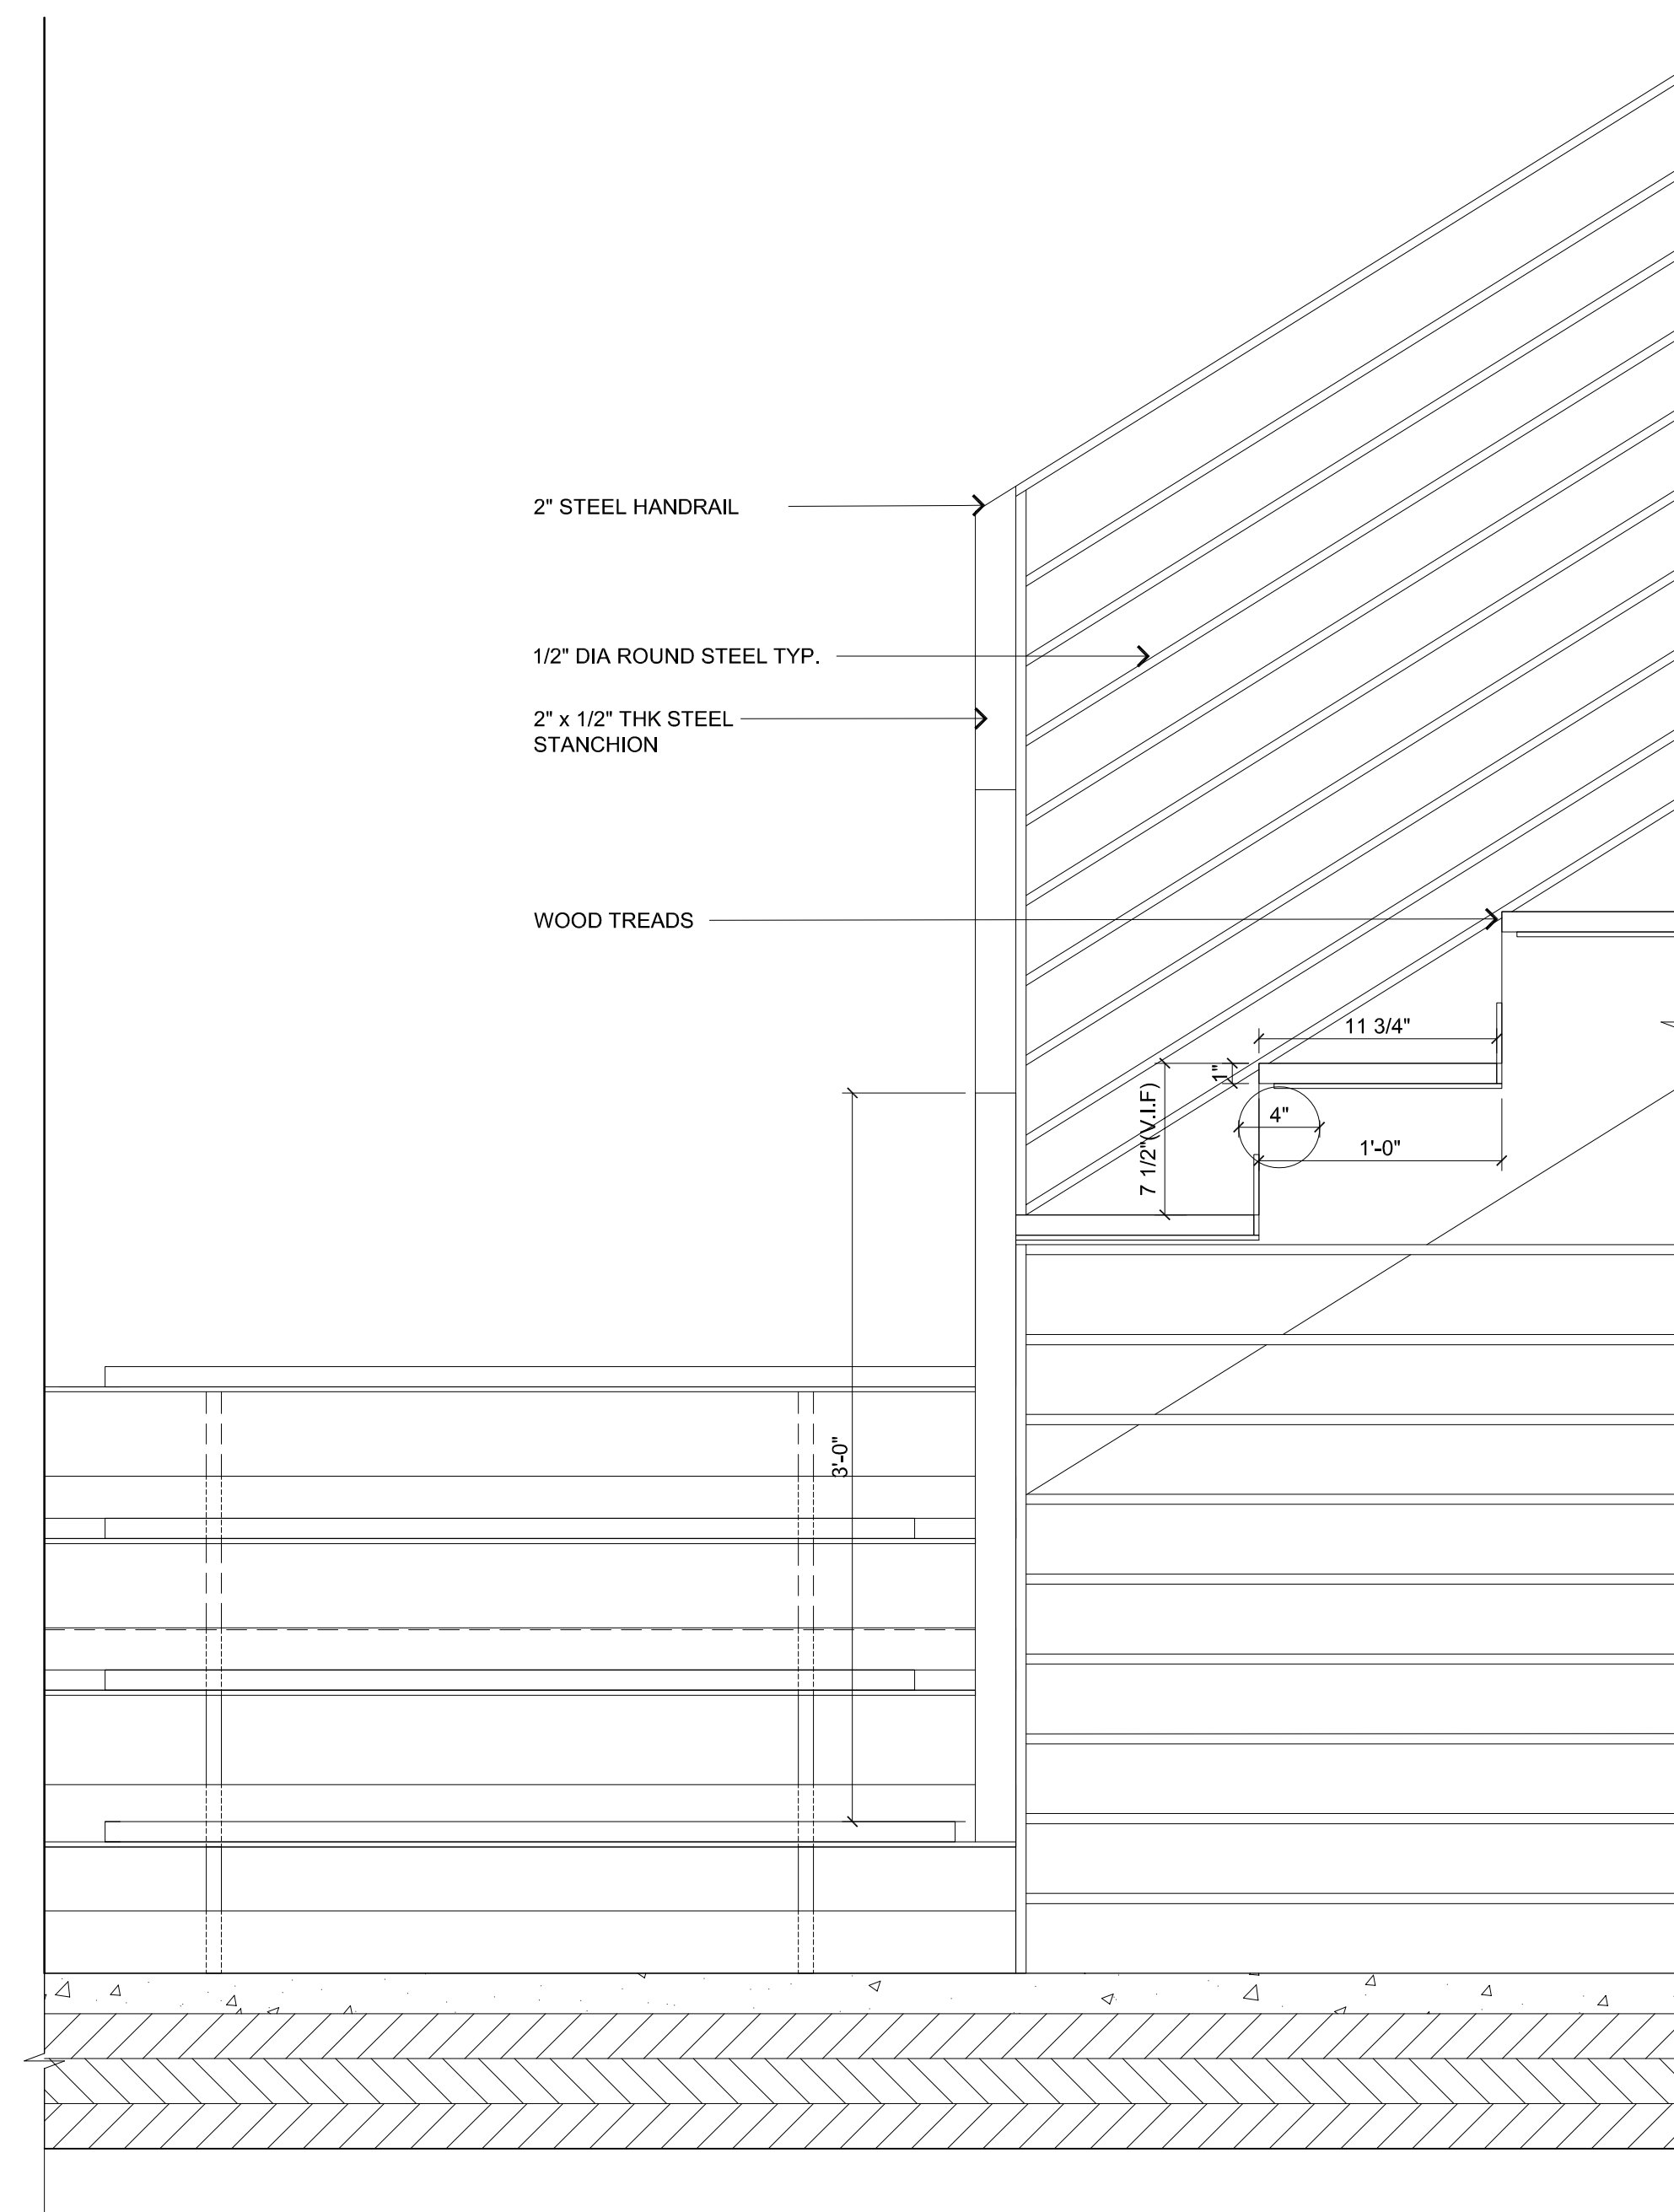 2" STEEL HANDRAIL
1/2" DIA ROUND STEEL TYP.
2" x 1/2" THK STEEL
STANCHION
WOOD TREADS
11 3/4"
1"
7 1/2"(V.I.F)
4"
1'-0"
3'-0"